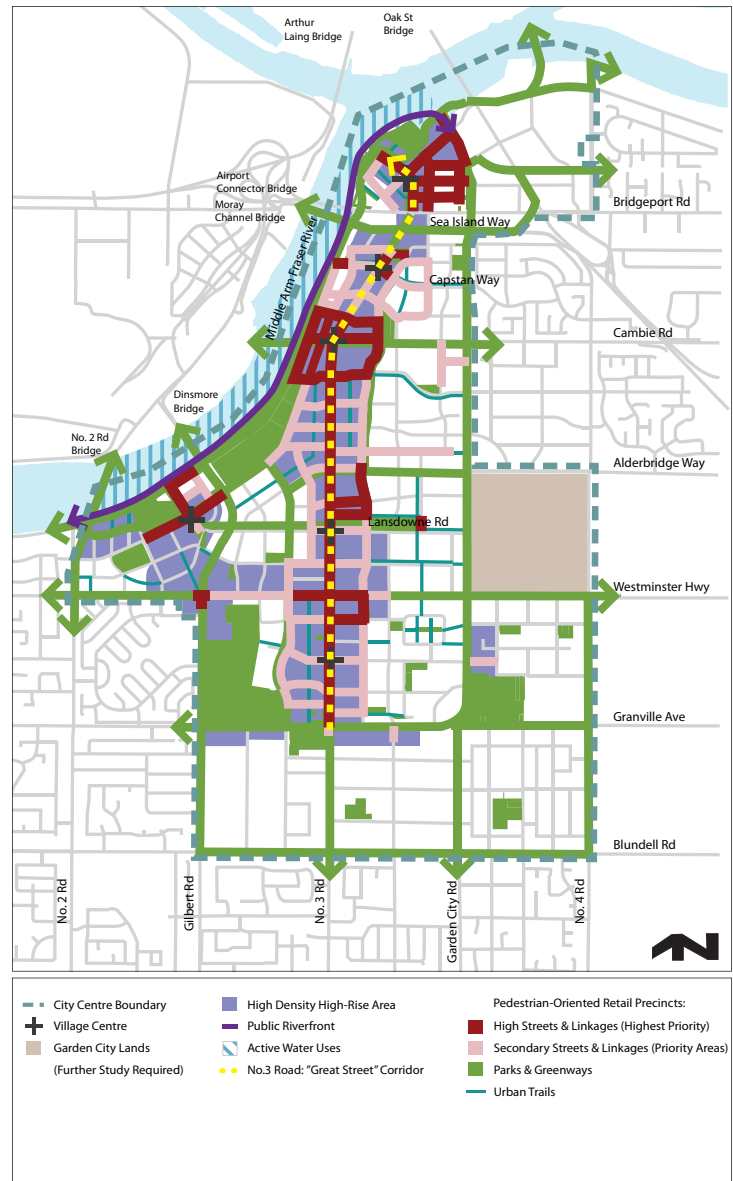 Arthur
Laing Bridge
Oak St
Bridge
Airport
Connector Bridge
Moray
Channel Bridge
Bridgeport Rd
Sea Island Way
Middle Arm Fraser River
Capstan Way
Cambie Rd
Dinsmore
Bridge
No. 2 Rd
Bridge
Alderbridge Way
Lansdowne Rd
Westminster Hwy
Granville Ave
Blundell Rd
No. 2 Rd
Gilbert Rd
No. 3 Rd
Garden City Rd
No. 4 Rd
N
City Centre Boundary
Village Centre
Garden City Lands
(Further Study Required)
High Density High-Rise Area
Public Riverfront
Active Water Uses
No.3 Road: "Great Street" Corridor
Pedestrian-Oriented Retail Precincts:
High Streets & Linkages (Highest Priority)
Secondary Streets & Linkages (Priority Areas)
Parks & Greenways
Urban Trails